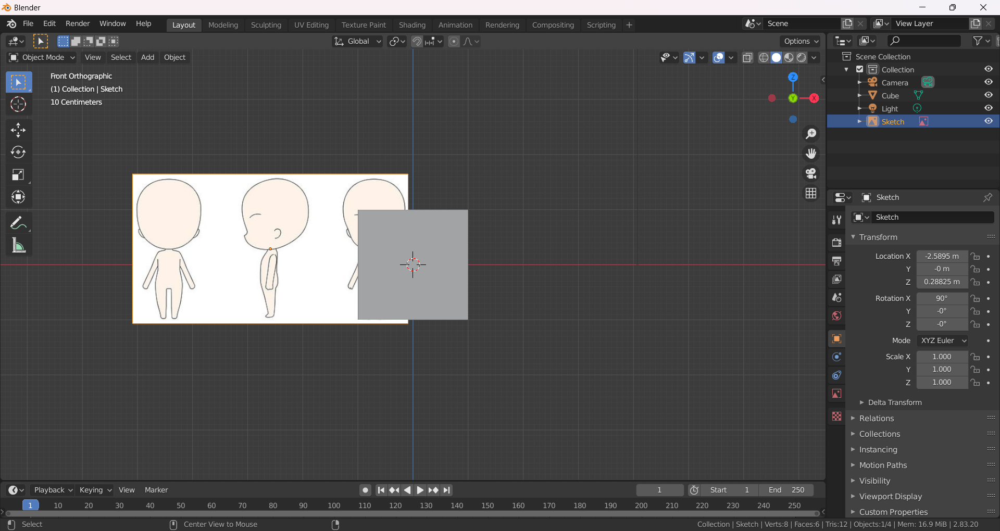 Blender
File Edit Render Window Help Layout Modeling Sculpting UV Editing Texture Paint Shading Animation Rendering Compositing Scripting + Scene View Layer
Global Options
Object Mode View Select Add Object
Scene Collection
Collection
Camera
Cube
Light
Sketch
Front Orthographic
(1) Collection | Sketch
10 Centimeters
Z
Y
X
Sketch
Sketch
Transform
Location X -2.5895 m
Y -0 m
Z 0.28825 m
Rotation X 90°
Y -0°
Z -0°
Mode XYZ Euler
Scale X 1.000
Y 1.000
Z 1.000
Delta Transform
Relations
Collections
Instancing
Motion Paths
Visibility
Viewport Display
Custom Properties
Playback Keying View Marker 1 Start 1 End 250
1 10 20 30 40 50 60 70 80 90 100 110 120 130 140 150 160 170 180 190 200 210 220 230 240 250
Select Center View to Mouse Collection | Sketch | Verts:8 | Faces:6 | Tris:12 | Objects:1/4 | Mem: 16.9 MiB | 2.83.20